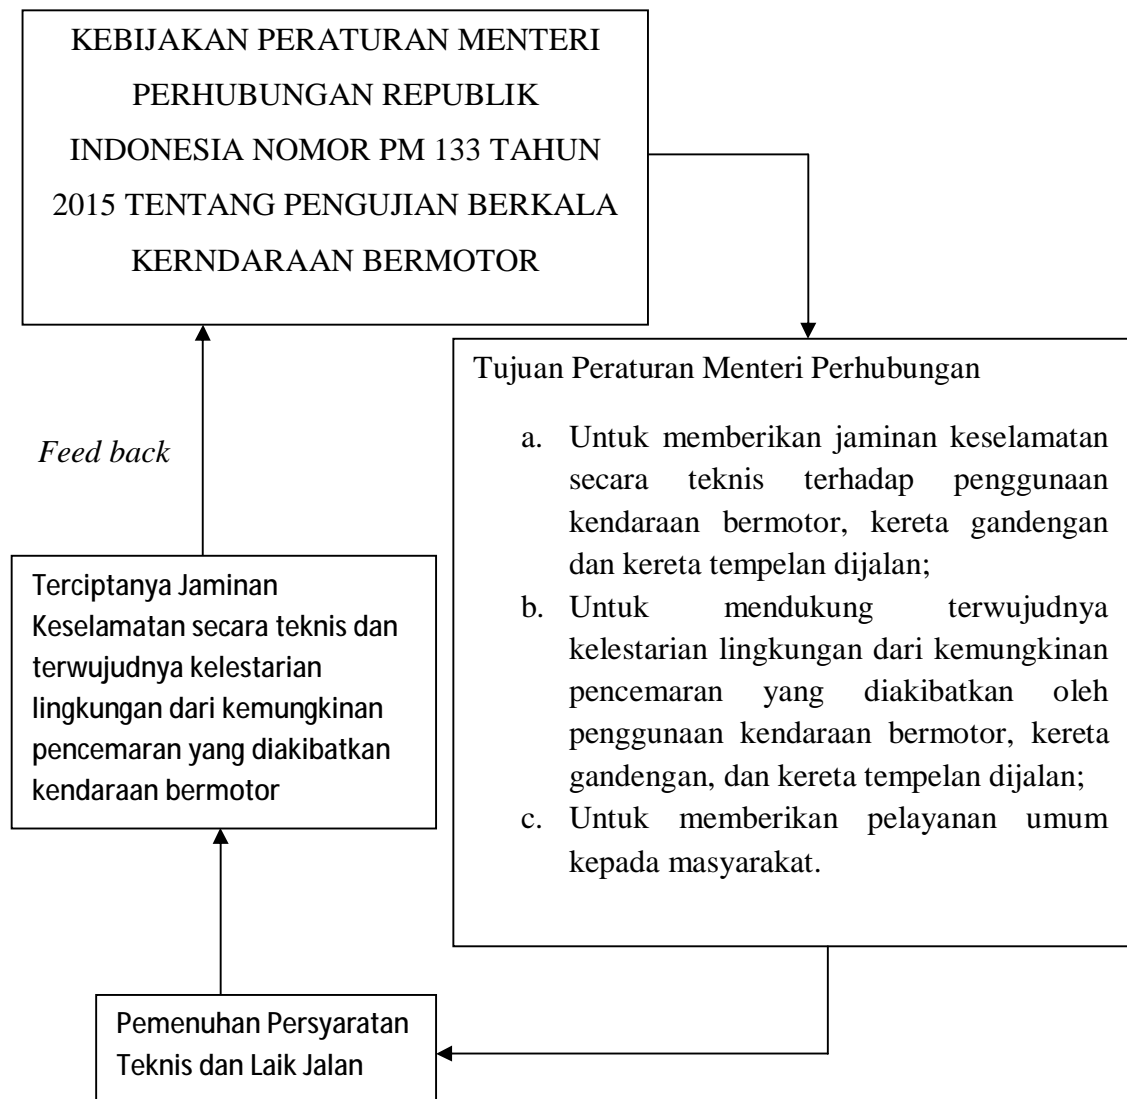 KEBIJAKAN PERATURAN MENTERI
PERHUBUNGAN REPUBLIK
INDONESIA NOMOR PM 133 TAHUN
2015 TENTANG PENGUJIAN BERKALA
KERNDARAAN BERMOTOR
Tujuan Peraturan Menteri Perhubungan
a. Untuk memberikan jaminan keselamatan
secara teknis terhadap penggunaan
kendaraan bermotor, kereta gandengan
dan kereta tempelan dijalan;
b. Untuk mendukung terwujudnya
kelestarian lingkungan dari kemungkinan
pencemaran yang diakibatkan oleh
penggunaan kendaraan bermotor, kereta
gandengan, dan kereta tempelan dijalan;
c. Untuk memberikan pelayanan umum
kepada masyarakat.
Pemenuhan Persyaratan
Teknis dan Laik Jalan
Terciptanya Jaminan
Keselamatan secara teknis dan
terwujudnya kelestarian
lingkungan dari kemungkinan
pencemaran yang diakibatkan
kendaraan bermotor
Feed back